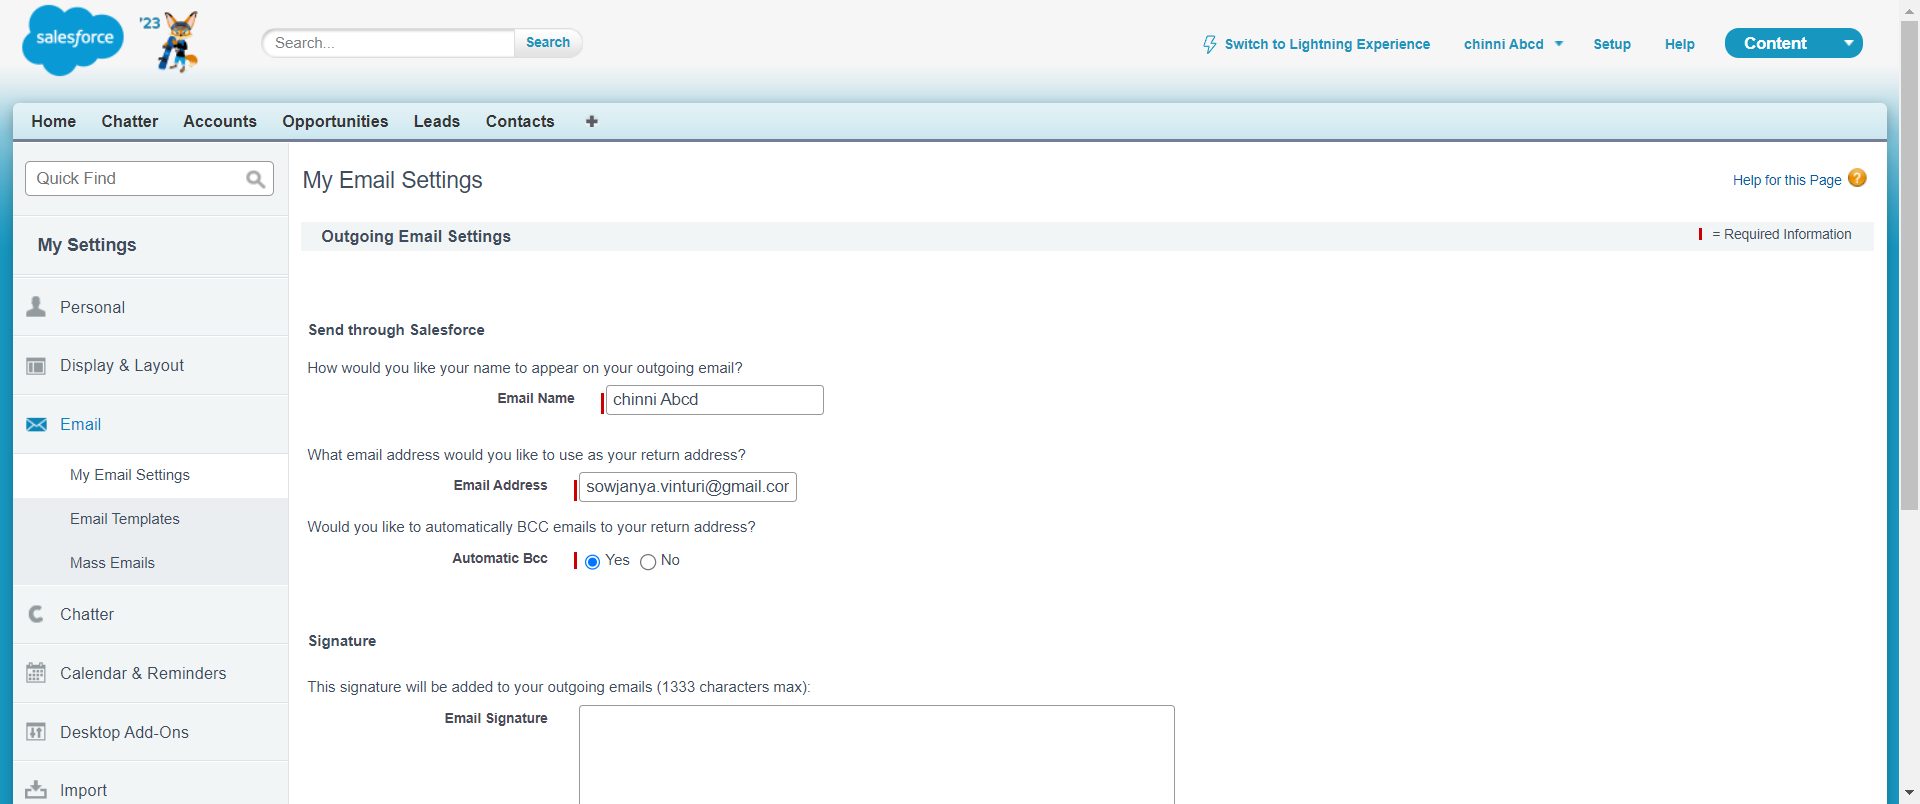 salesforce
'23
Search...
Search
Switch to Lightning Experience
chinni Abcd
Setup
Help
Content
Home
Chatter
Accounts
Opportunities
Leads
Contacts
+
Quick Find
My Settings
Personal
Display & Layout
Email
My Email Settings
Email Templates
Mass Emails
Chatter
Calendar & Reminders
Desktop Add-Ons
Import
My Email Settings
Help for this Page ?
Outgoing Email Settings
= Required Information
Send through Salesforce
How would you like your name to appear on your outgoing email?
Email Name
chinni Abcd
What email address would you like to use as your return address?
Email Address
sowjanya.vinturi@gmail.cor
Would you like to automatically BCC emails to your return address?
Automatic Bcc
Yes
No
Signature
This signature will be added to your outgoing emails (1333 characters max):
Email Signature